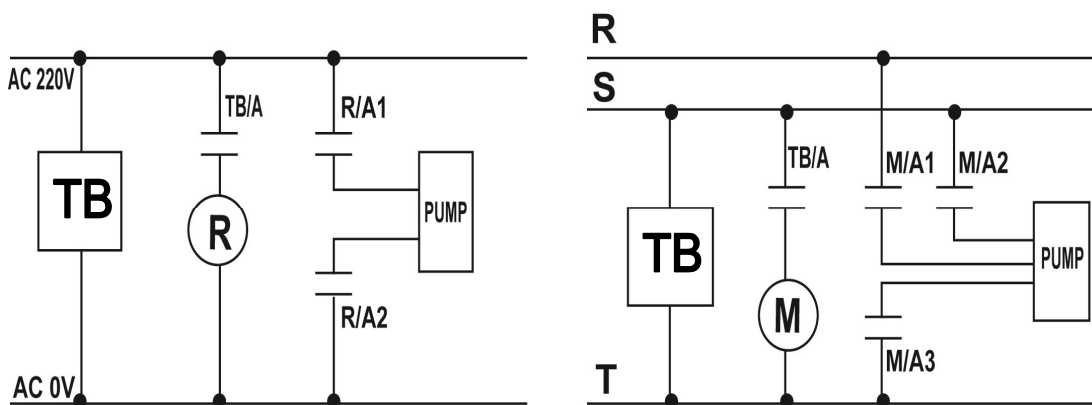 AC 220V
TB/A
R/A1
TB
R
PUMP
R/A2
AC 0V
R
S
TB/A
M/A1
M/A2
TB
PUMP
M
M/A3
T